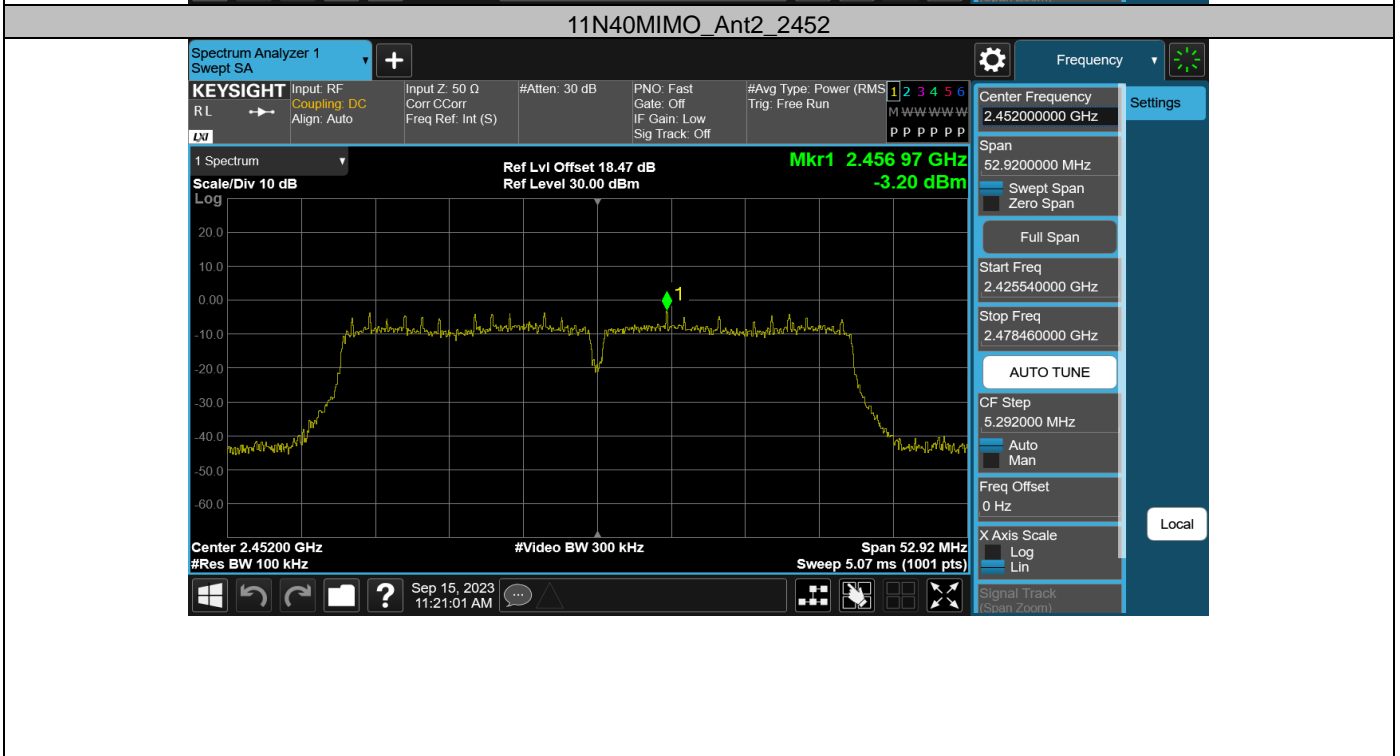 11N40MIMO_Ant2_2452
Spectrum Analyzer 1
Swept SA
Frequency
KEYSIGHT
R L
LXI
Input: RF
Coupling: DC
Align: Auto
Input Z: 50 Ω
Corr CCorr
Freq Ref: Int (S)
#Atten: 30 dB
PNO: Fast
Gate: Off
IF Gain: Low
Sig Track: Off
#Avg Type: Power (RMS
Trig: Free Run
1 2 3 4 5 6
M W W W W W
P P P P P P
1 Spectrum
Scale/Div 10 dB
Log
Ref Lvl Offset 18.47 dB
Ref Level 30.00 dBm
Mkr1 2.456 97 GHz
-3.20 dBm
20.0
10.0
0.00
-10.0
-20.0
-30.0
-40.0
-50.0
-60.0
1
Center 2.45200 GHz
#Res BW 100 kHz
#Video BW 300 kHz
Span 52.92 MHz
Sweep 5.07 ms (1001 pts)
Center Frequency
2.452000000 GHz
Settings
Span
52.9200000 MHz
Swept Span
Zero Span
Full Span
Start Freq
2.425540000 GHz
Stop Freq
2.478460000 GHz
AUTO TUNE
CF Step
5.292000 MHz
Auto
Man
Freq Offset
0 Hz
X Axis Scale
Log
Lin
Local
Signal Track
(Span Zoom)
?
Sep 15, 2023
11:21:01 AM